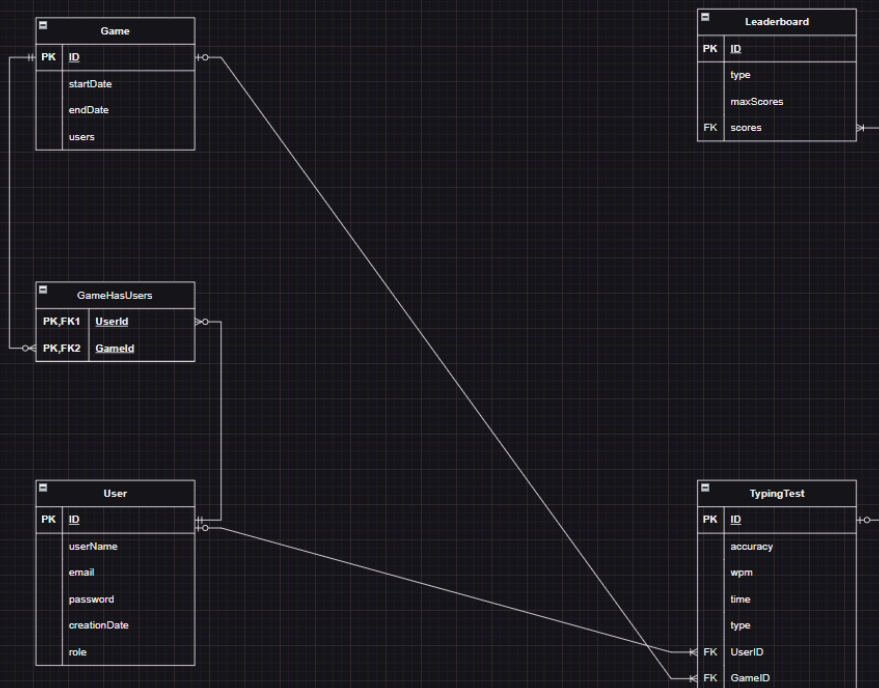 Game
PK ID
startDate
endDate
users
Leaderboard
PK ID
type
maxScores
FK scores
GameHasUsers
PK,FK1 UserId
PK,FK2 GameId
User
PK ID
userName
email
password
creationDate
role
TypingTest
PK ID
accuracy
wpm
time
type
FK UserID
FK GameID